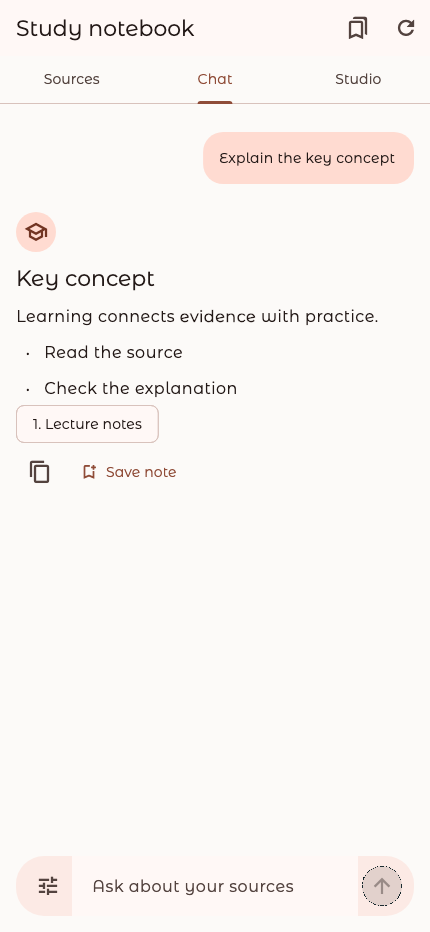 Study notebook
Sources
Chat
Studio
Explain the key concept
Key concept
Learning connects evidence with practice.
· Read the source
· Check the explanation
1. Lecture notes
Save note
Ask about your sources